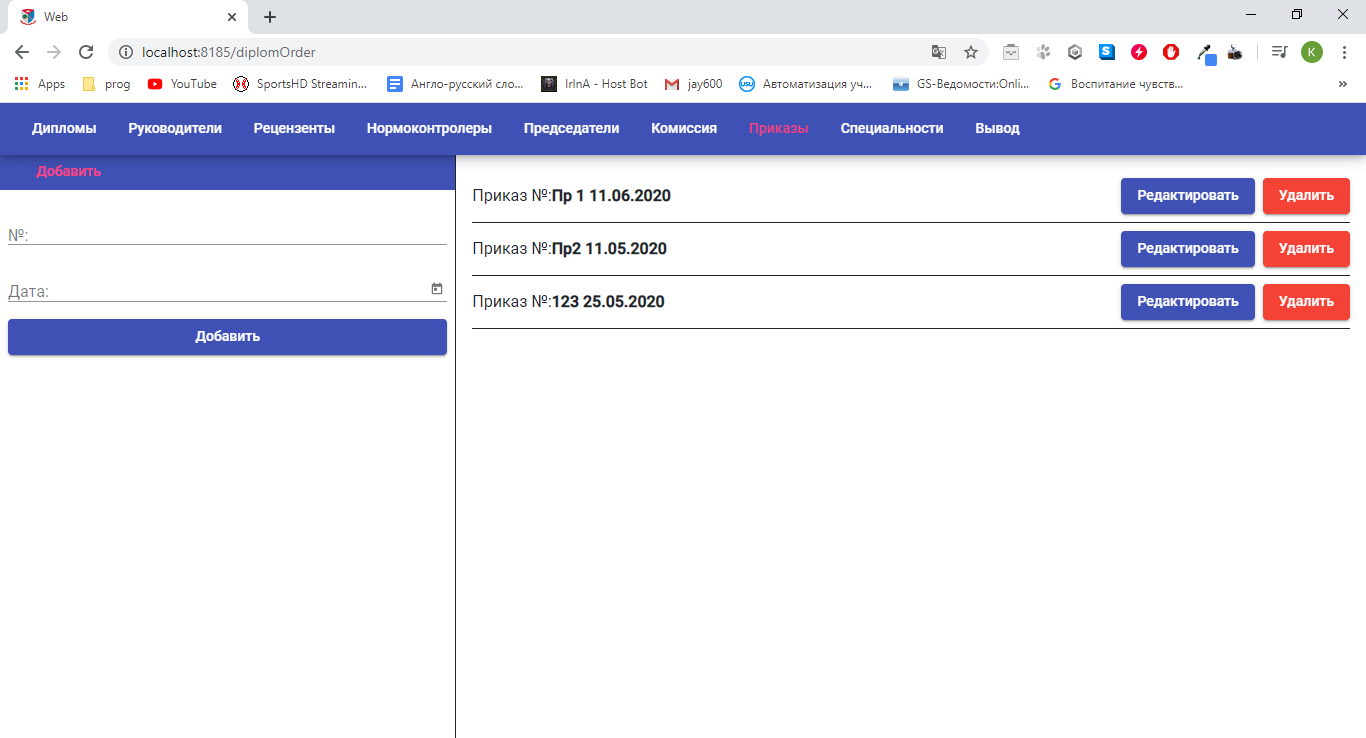 Web
localhost:8185/diplomOrder
K
Apps prog YouTube SportsHD Streamin... Англо-русский сло... IrInA - Host Bot jay600 Автоматизация уч... GS-Ведомости:Onli... Воспитание чувств... »
Дипломы Руководители Рецензенты Нормоконтролеры Председатели Комиссия Приказы Специальности Вывод
Добавить
№:
Дата:
Добавить
Приказ №:Пр 1 11.06.2020 Редактировать Удалить
Приказ №:Пр2 11.05.2020 Редактировать Удалить
Приказ №:123 25.05.2020 Редактировать Удалить